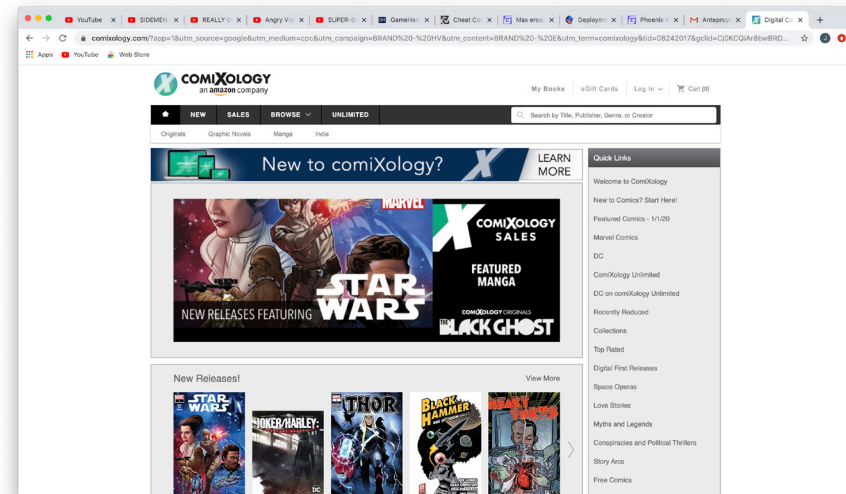 YouTube
SIDEMEN
REALLY G
Angry Vid
SUPER-S
GameHac
Cheat Coo
Max erosi
Deployme
Phoenix
Anteproye
Digital Co
comixology.com/?app=1&utm_source=google&utm_medium=cpc&utm_campaign=BRAND%20-%20HV&utm_content=BRAND%20-%20E&utm_term=comixology&tid=08242017&gclid=Cj0KCQiAr8bwBRD...
J
Apps YouTube Web Store
COMIXOLOGY
an amazon company
My Books eGift Cards Log In Cart (0)
NEW SALES BROWSE UNLIMITED
Search by Title, Publisher, Genre, or Creator
Originals Graphic Novels Manga Indie
New to comiXology?
LEARN
MORE
MARVEL
STAR
WARS
NEW RELEASES FEATURING
COMIXOLOGY
SALES
FEATURED
MANGA
COMIXOLOGY ORIGINALS
THE BLACK GHOST
New Releases!
View More
STAR
WARS
JOKER/HARLEY:
DC
THOR
BLACK
HAMMER
HEART
Quick Links
Welcome to ComiXology
New to Comics? Start Here!
Featured Comics - 1/1/20
Marvel Comics
DC
ComiXology Unlimited
DC on comiXology Unlimited
Recently Reduced
Collections
Top Rated
Digital First Releases
Space Operas
Love Stories
Myths and Legends
Conspiracies and Political Thrillers
Story Arcs
Free Comics